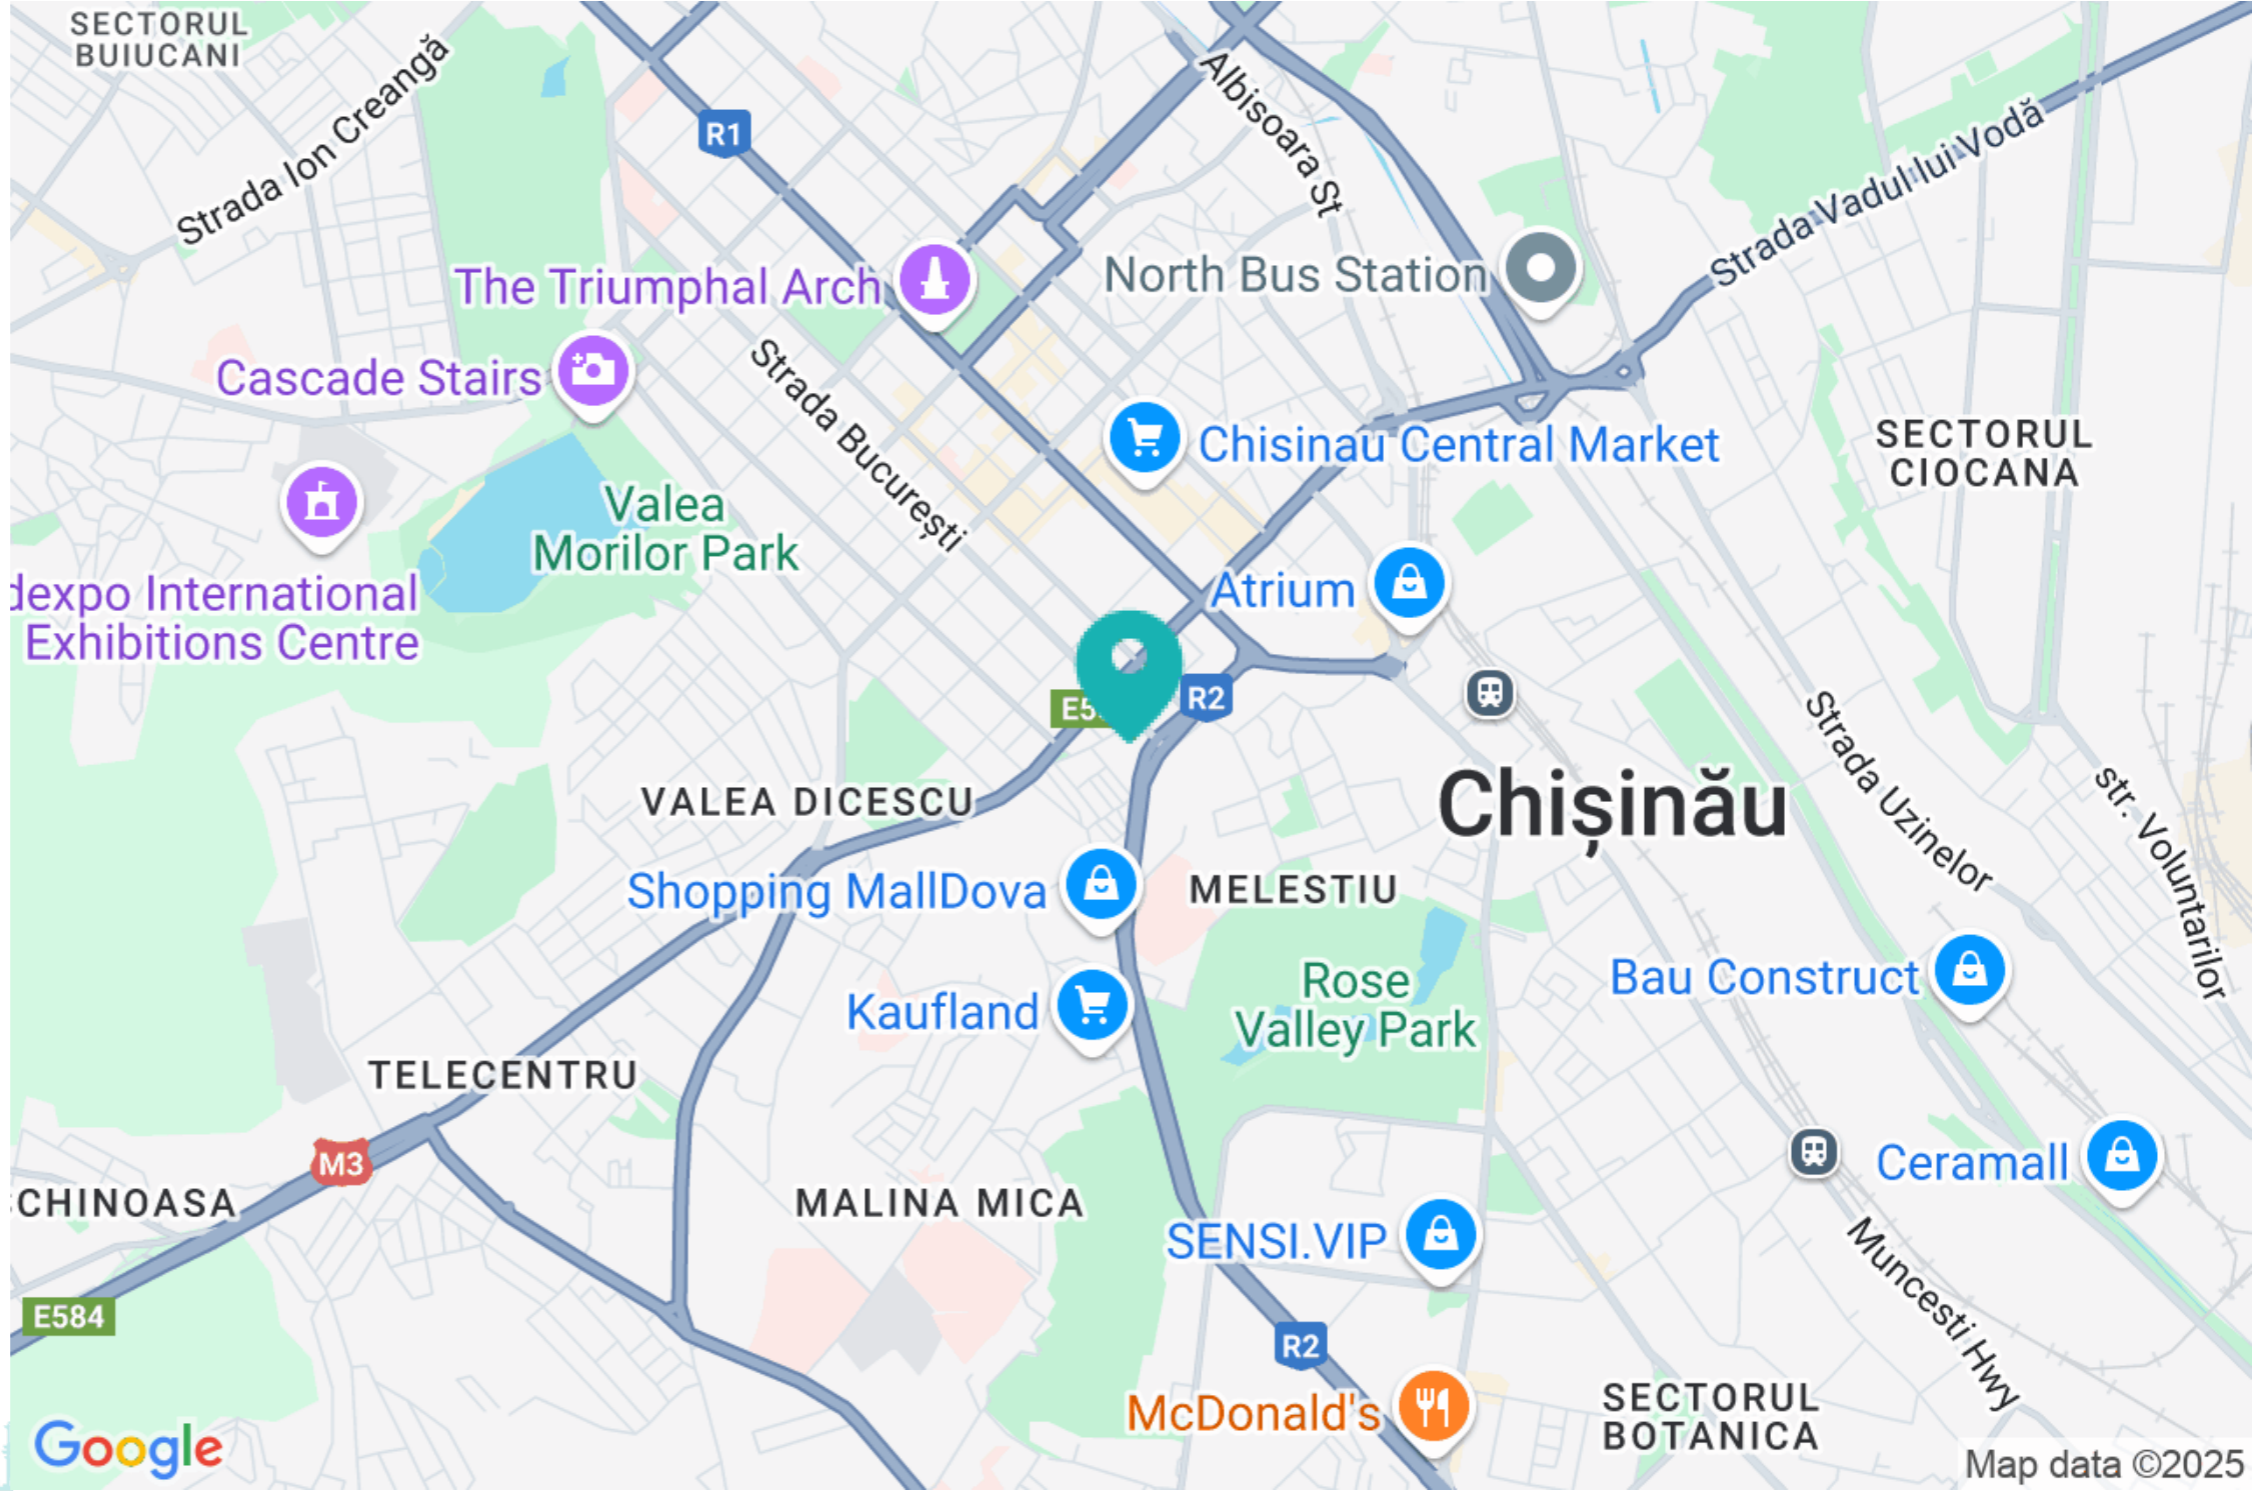 SECTORUL
BUIUCANI
Strada Ion Creangă
R1
Albisoara St
Strada Vadul lui Vodă
The Triumphal Arch
North Bus Station
Cascade Stairs
Strada București
Chisinau Central Market
SECTORUL
CIOCANA
Valea
Morilor Park
dexpo International
Exhibitions Centre
Atrium
R2
Strada Uzinelor
VALEA DICESCU
Chișinău
str. Voluntarilor
Shopping MallDova
MELESTIU
Rose
Valley Park
Bau Construct
Kaufland
TELECENTRU
M3
CHINOASA
MALINA MICA
Ceramall
SENSI.VIP
Muncesti Hwy
E584
R2
McDonald's
SECTORUL
BOTANICA
Google
Map data ©2025